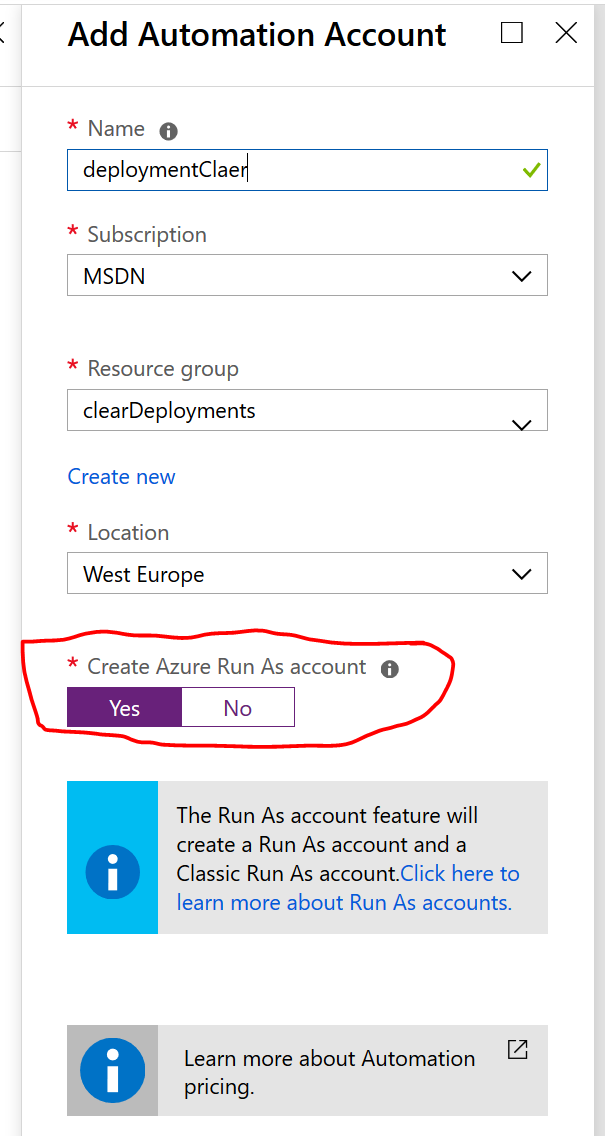 Add Automation Account
* Name
deploymentClaer
* Subscription
MSDN
* Resource group
clearDeployments
Create new
* Location
West Europe
* Create Azure Run As account
Yes No
The Run As account feature will
create a Run As account and a
Classic Run As account.Click here to
learn more about Run As accounts.
Learn more about Automation
pricing.